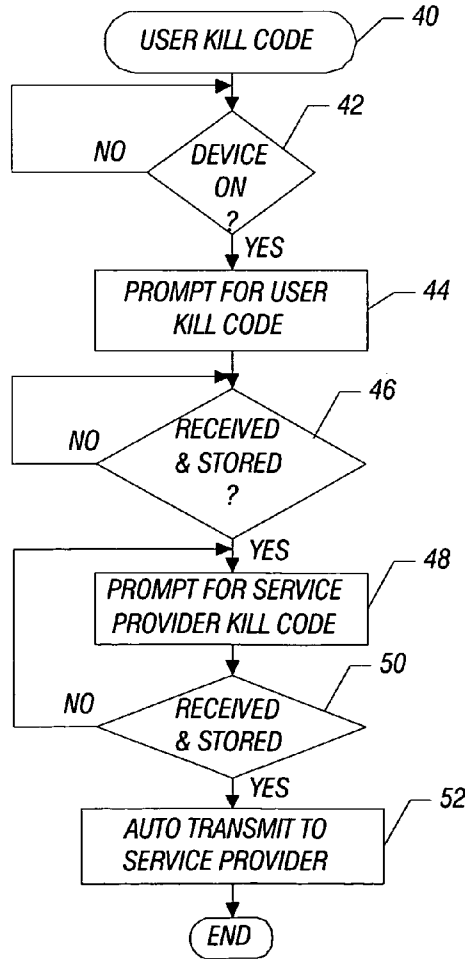 USER KILL CODE
40
42
NO
DEVICE
ON
?
YES
PROMPT FOR USER
KILL CODE
44
46
NO
RECEIVED
& STORED
?
YES
48
PROMPT FOR SERVICE
PROVIDER KILL CODE
50
NO
RECEIVED
& STORED
YES
52
AUTO TRANSMIT TO
SERVICE PROVIDER
END